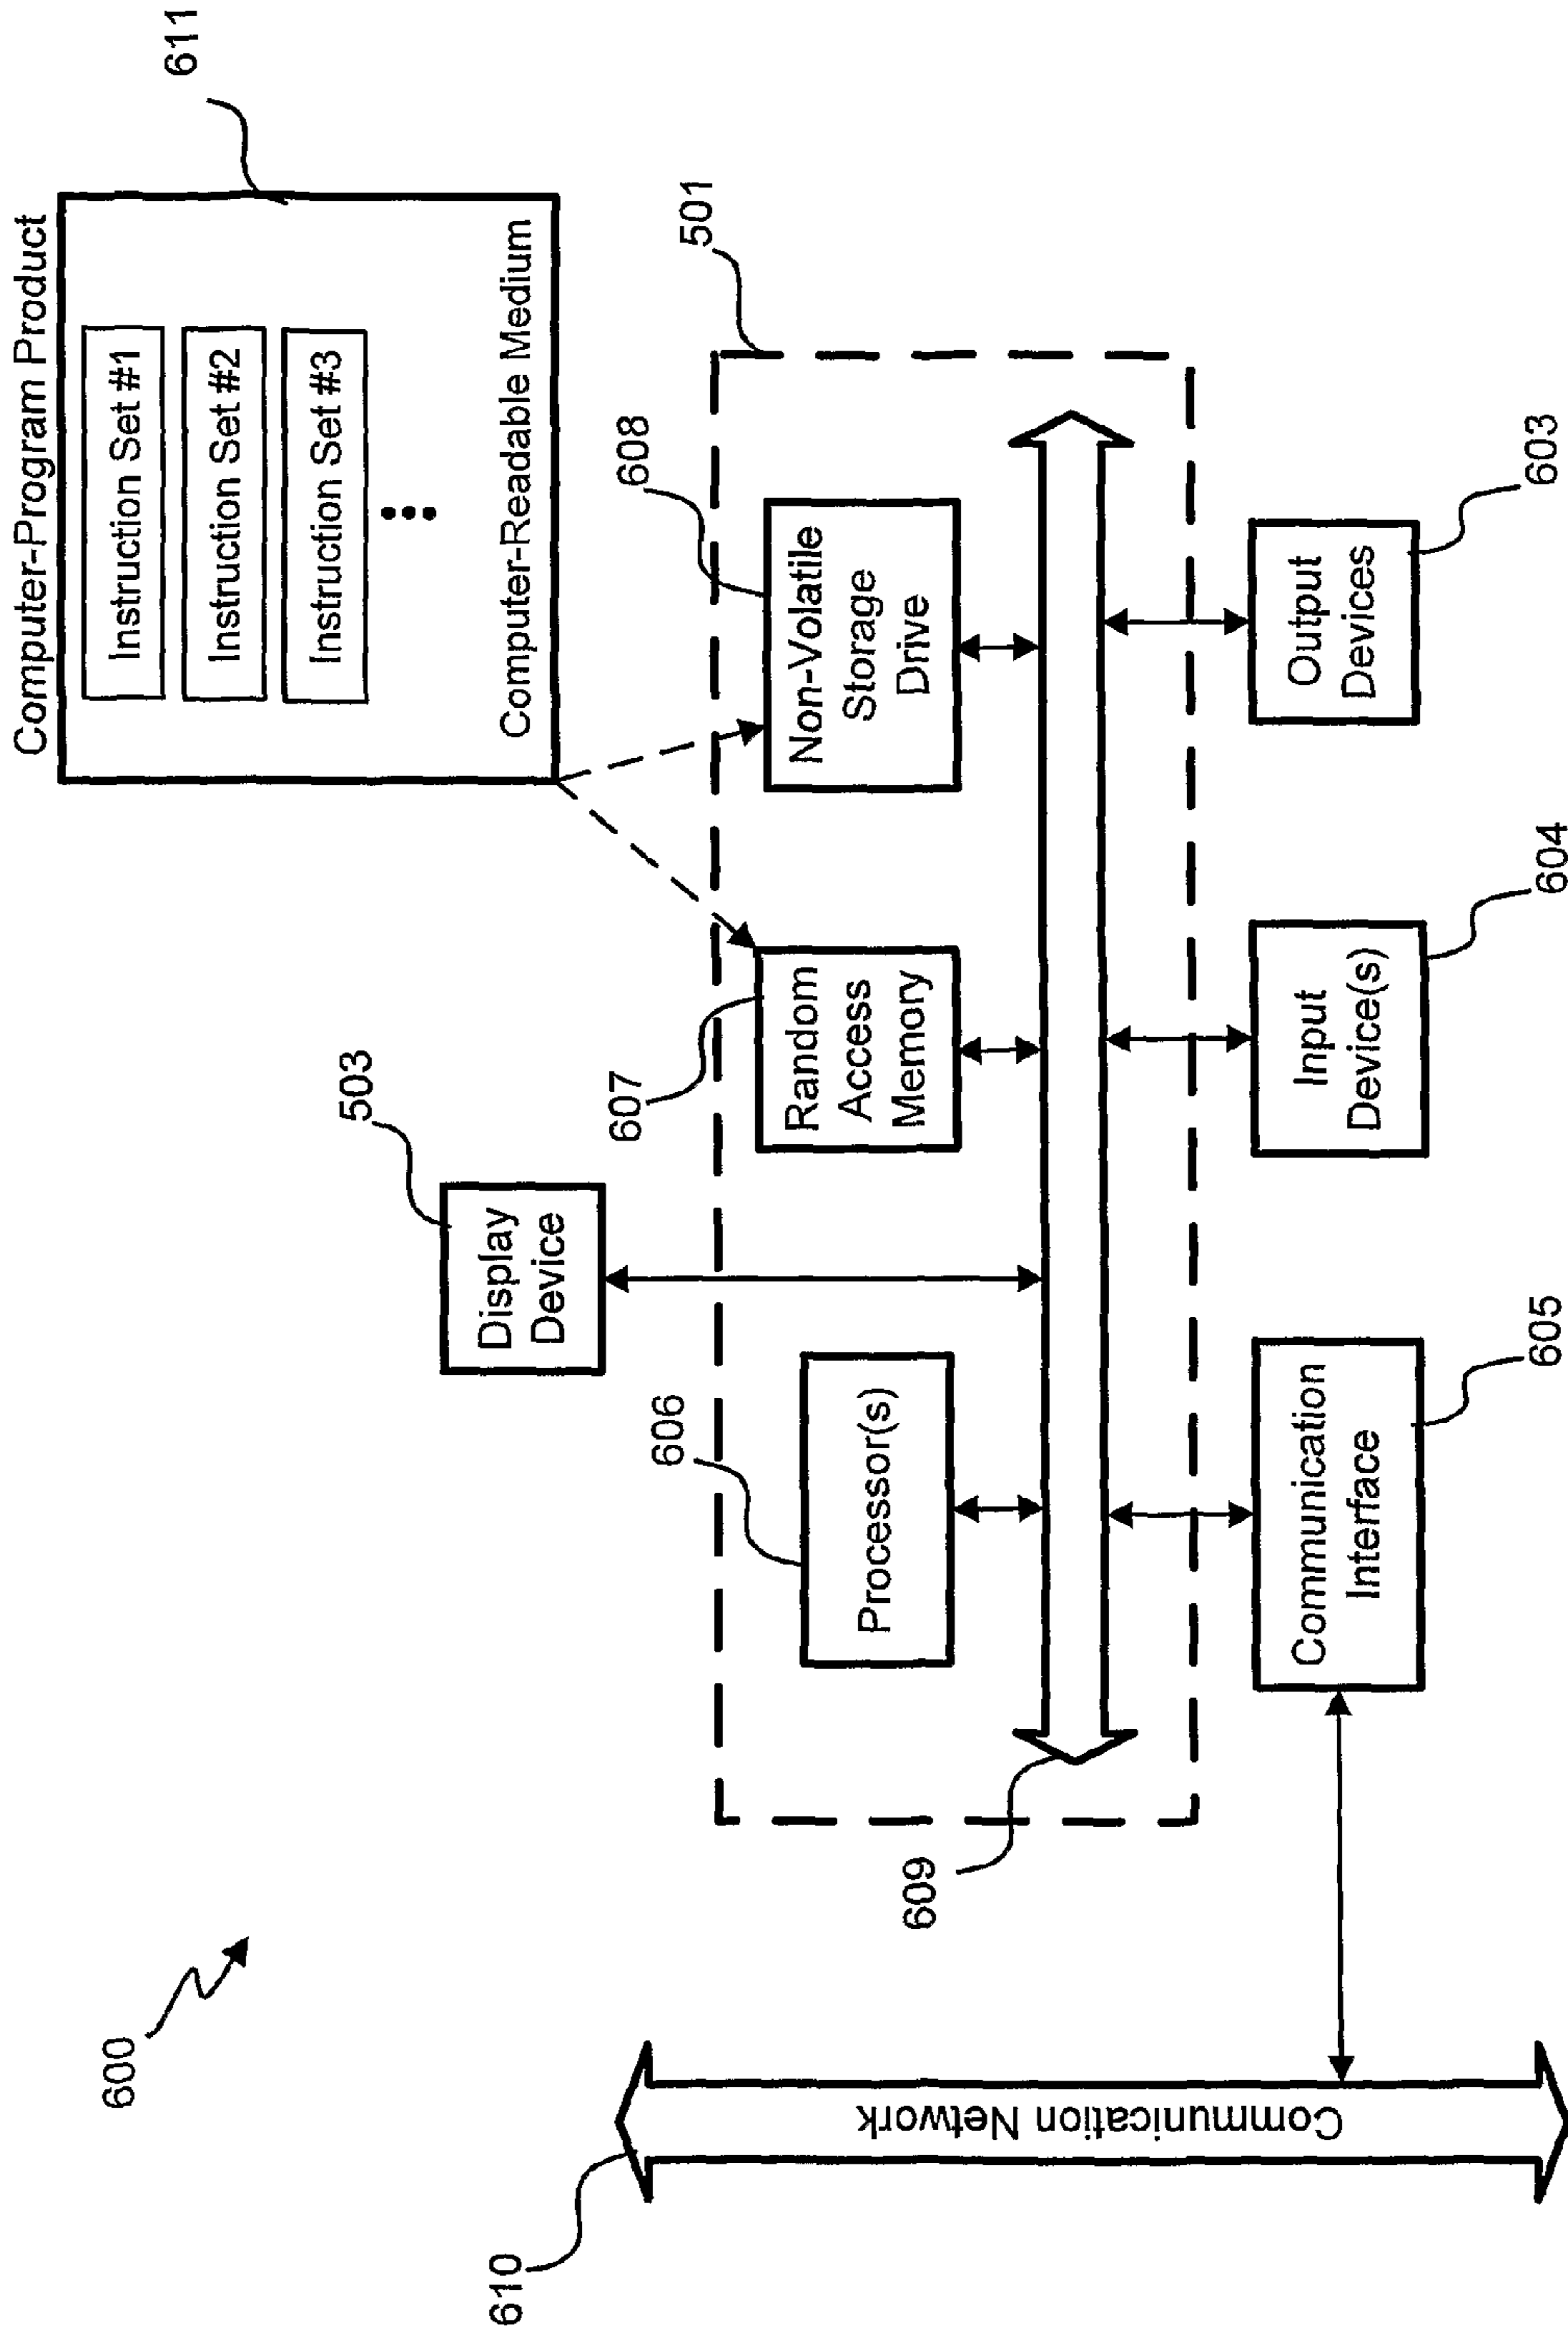 600
Computer-Program Product
Instruction Set #1
Instruction Set #2
Instruction Set #3
Computer-Readable Medium
611
503
Display
Device
501
606
Processor(s)
607
Random
Access
Memory
608
Non-Volatile
Storage
Drive
609
610
Communication Network
Communication
Interface
605
Input
Device(s)
604
Output
Devices
603